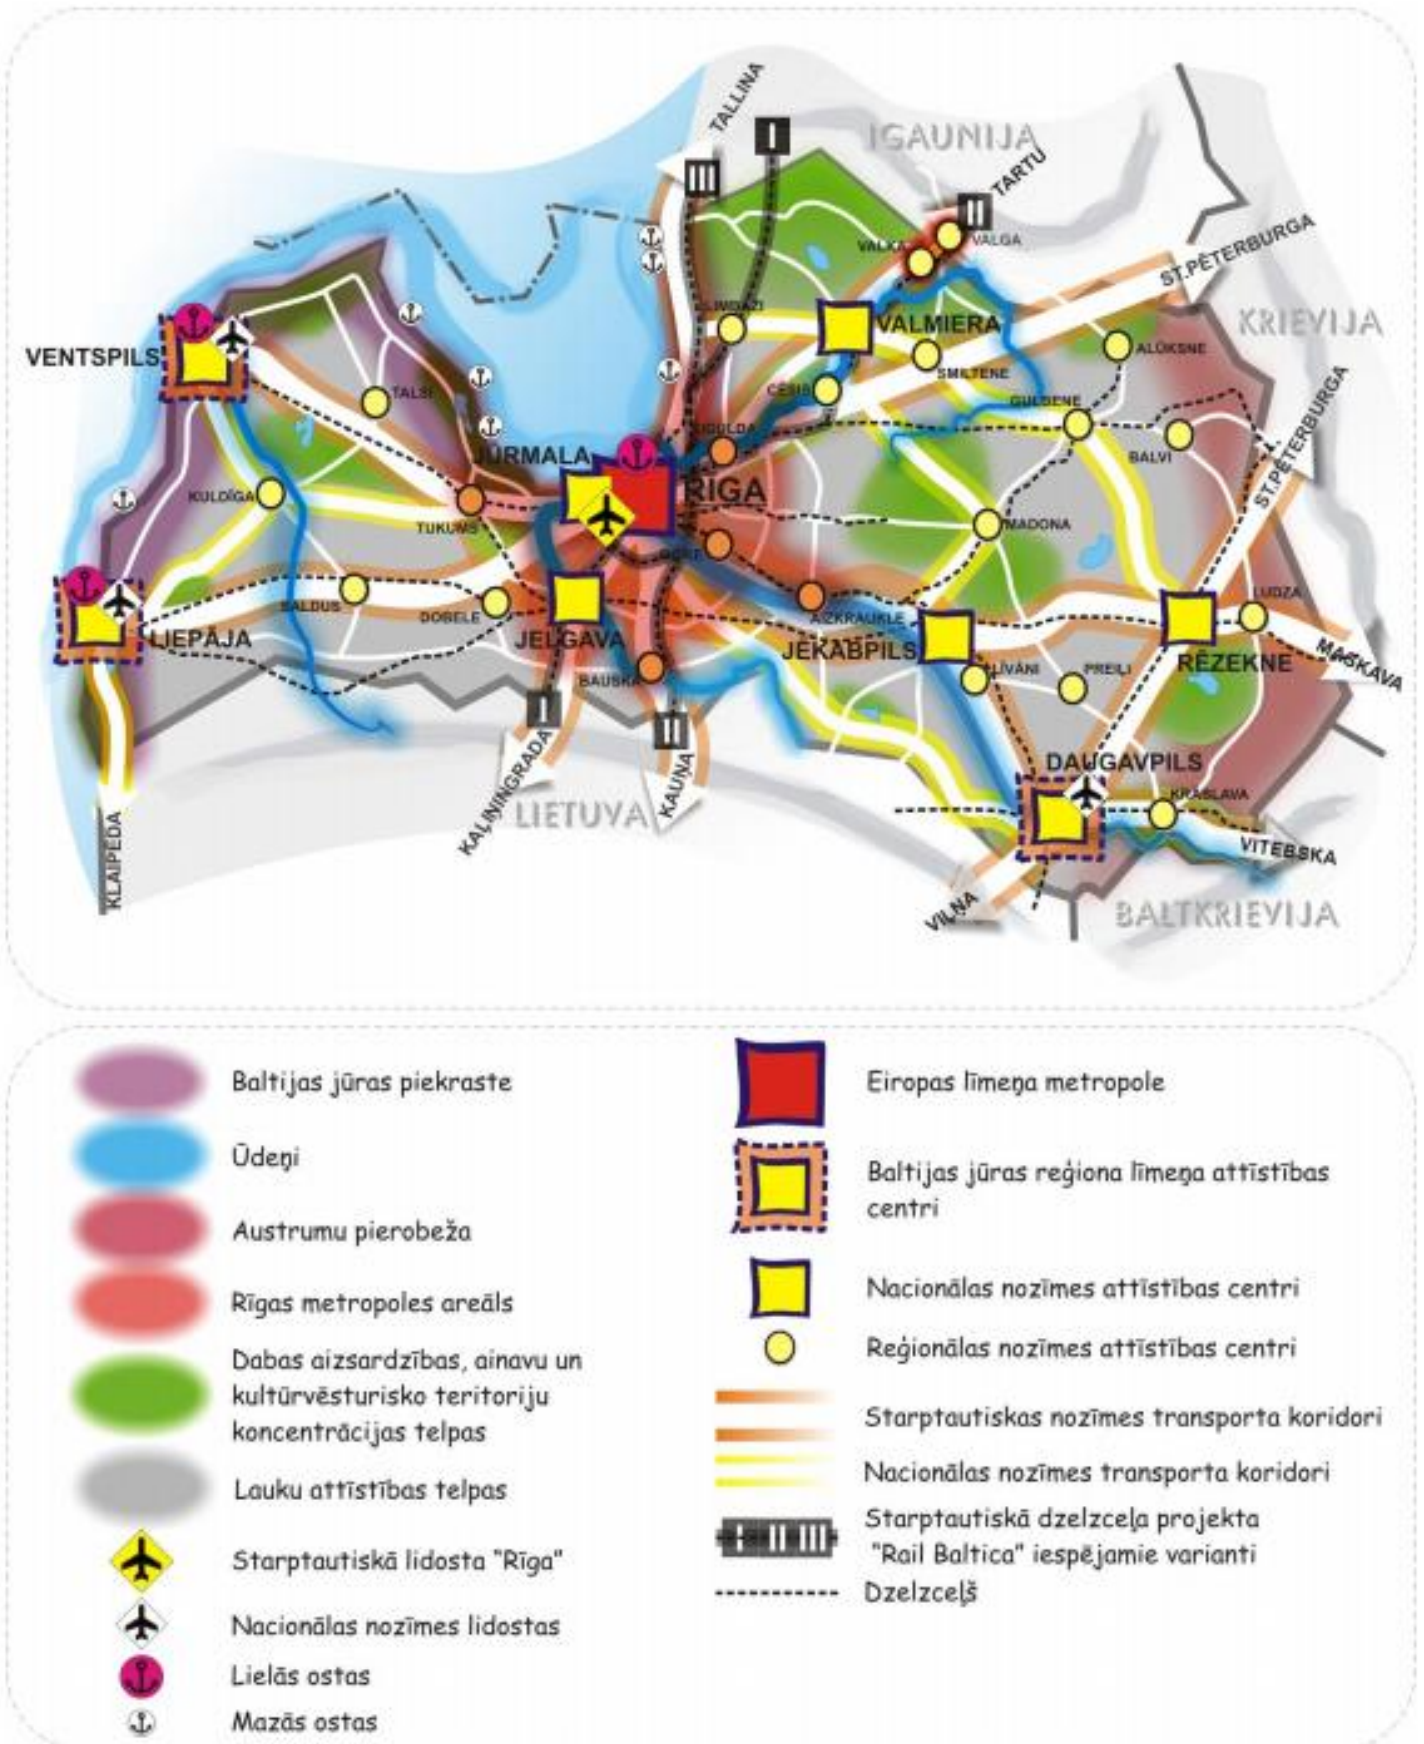 TALLINA
I
IGAUNIJA
III
TARTU
II
VALKA
VALGA
ST.PĒTERBURGA
KRIEVIJA
LIMBAŽI
VALMIERA
VENTSPILS
ALŪKSNE
SMILTENE
TALSI
CĒSIS
GULBENE
ST.PĒTERBURGA
SIGULDA
BALVI
JŪRMALA
RĪGA
KULDĪGA
TUKUMS
MADONA
OGRE
SALDUS
DOBELE
AIZKRAUKLE
LUDZA
LIEPĀJA
JELGAVA
JĒKABPILS
RĒZEKNE
MASKAVA
BAUSKA
LĪVĀNI
PREIĻI
I
II
DAUGAVPILS
KAĻIŅINGRADA
LIETUVA
KAUŅA
KRĀSLAVA
KLAIPĒDA
VITEBSKA
VIĻŅA
BALTKRIEVIJA
Baltijas jūras piekraste
Ūdeņi
Austrumu pierobeža
Rīgas metropoles areāls
Dabas aizsardzības, ainavu un
kultūrvēsturisko teritoriju
koncentrācijas telpas
Lauku attīstības telpas
Starptautiskā lidosta "Rīga"
Nacionālas nozīmes lidostas
Lielās ostas
Mazās ostas
Eiropas līmeņa metropole
Baltijas jūras reģiona līmeņa attīstības
centri
Nacionālas nozīmes attīstības centri
Reģionālas nozīmes attīstības centri
Starptautiskas nozīmes transporta koridori
Nacionālas nozīmes transporta koridori
I II III
Starptautiskā dzelzceļa projekta
"Rail Baltica" iespējamie varianti
Dzelzceļš